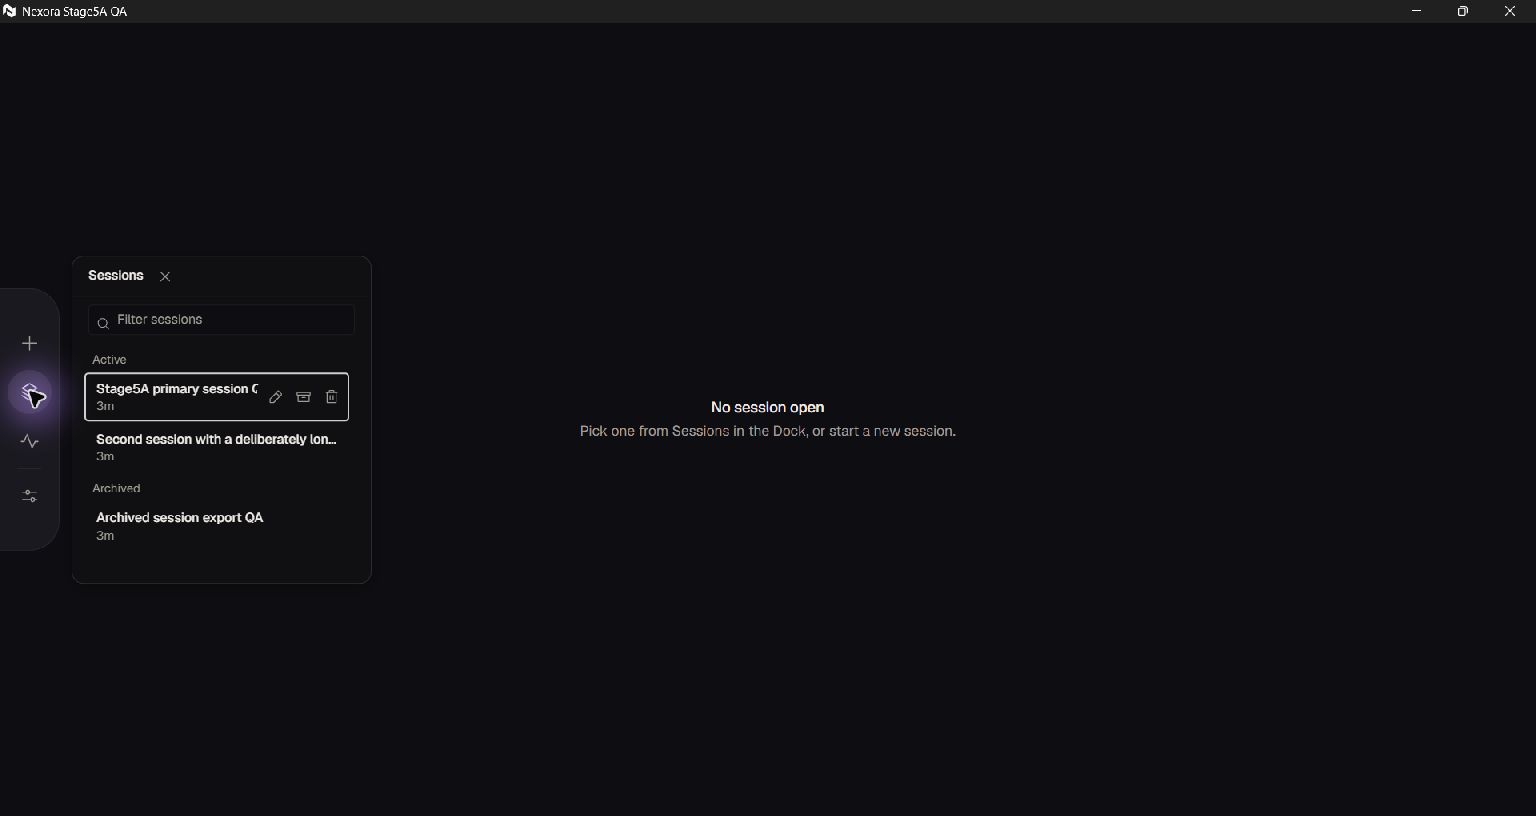 Nexora Stage5A QA
Sessions
Filter sessions
Active
Stage5A primary session
3m
Second session with a deliberately lon...
3m
Archived
Archived session export QA
3m
No session open
Pick one from Sessions in the Dock, or start a new session.